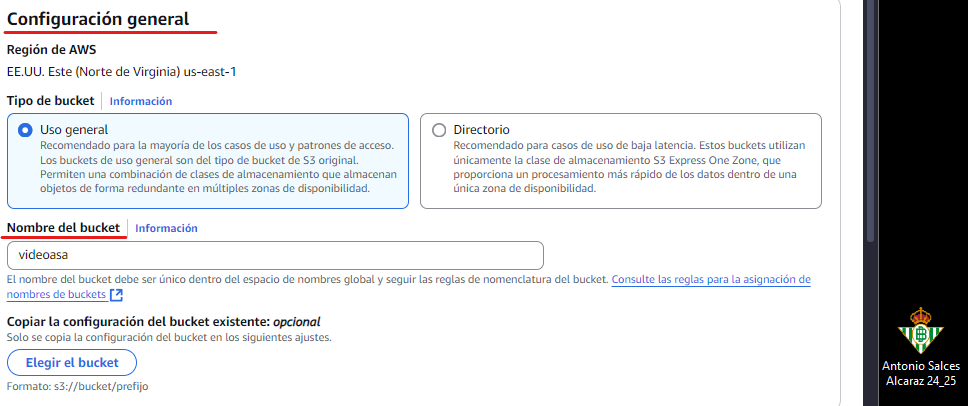 Configuración general
Región de AWS
EE.UU. Este (Norte de Virginia) us-east-1
Tipo de bucket Información
Uso general
Recomendado para la mayoría de los casos de uso y patrones de acceso.
Los buckets de uso general son del tipo de bucket de S3 original.
Permiten una combinación de clases de almacenamiento que almacenan
objetos de forma redundante en múltiples zonas de disponibilidad.
Directorio
Recomendado para casos de uso de baja latencia. Estos buckets utilizan
únicamente la clase de almacenamiento S3 Express One Zone, que
proporciona un procesamiento más rápido de los datos dentro de una
única zona de disponibilidad.
Nombre del bucket Información
videoasa
El nombre del bucket debe ser único dentro del espacio de nombres global y seguir las reglas de nomenclatura del bucket. Consulte las reglas para la asignación de
nombres de buckets
Copiar la configuración del bucket existente: opcional
Solo se copia la configuración del bucket en los siguientes ajustes.
Elegir el bucket
Formato: s3://bucket/prefijo
Antonio Salces
Alcaraz 24_25